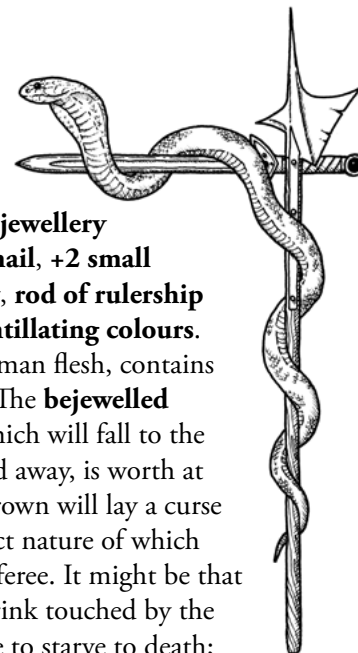 jewellery
nail, +2 small
, rod of rulership
ntillating colours.
man flesh, contains
The bejewelled
hich will fall to the
d away, is worth at
rown will lay a curse
ct nature of which
feree. It might be that
rink touched by the
e to starve to death;